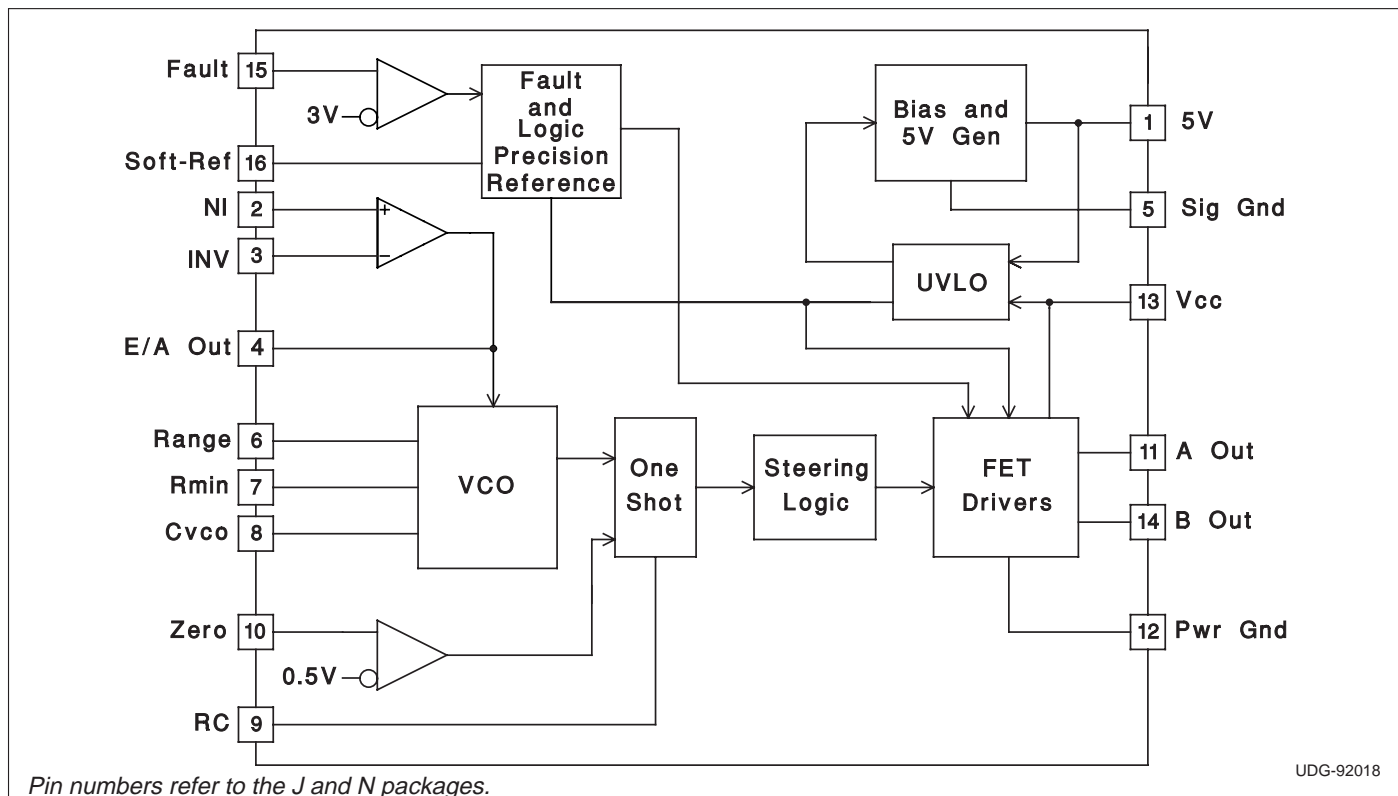 Fault 15
3V
Soft-Ref 16
NI 2
INV 3
E/A Out 4
Range 6
Rmin 7
Cvco 8
Zero 10
0.5V
RC 9
Fault
and
Logic
Precision
Reference
VCO
One
Shot
Steering
Logic
Bias and
5V Gen
UVLO
FET
Drivers
1 5V
5 Sig Gnd
13 Vcc
11 A Out
14 B Out
12 Pwr Gnd
+
–
Pin numbers refer to the J and N packages.
UDG-92018